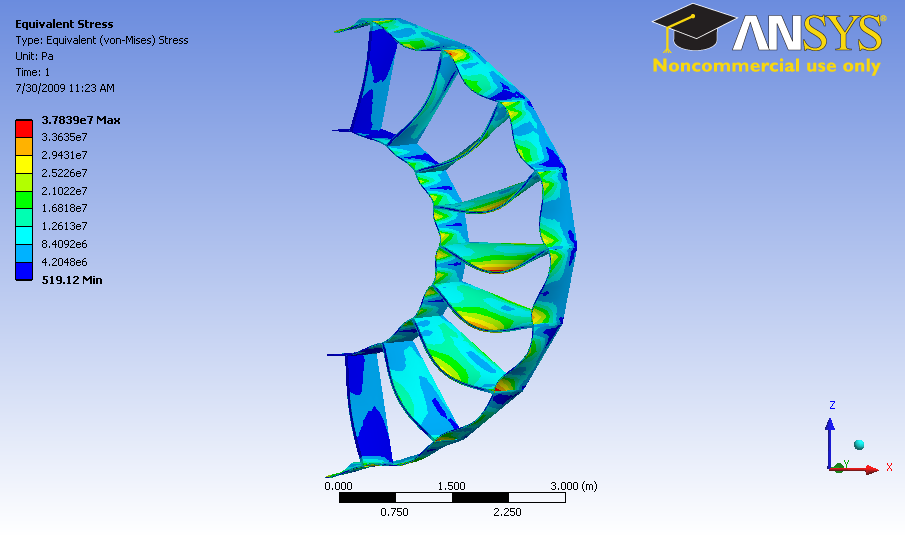 Equivalent Stress
Type: Equivalent (von-Mises) Stress
Unit: Pa
Time: 1
7/30/2009 11:23 AM
3.7839e7 Max
3.3635e7
2.9431e7
2.5226e7
2.1022e7
1.6818e7
1.2613e7
8.4092e6
4.2048e6
519.12 Min
ANSYS®
Noncommercial use only
Z
Y
X
0.000 1.500 3.000 (m)
0.750 2.250